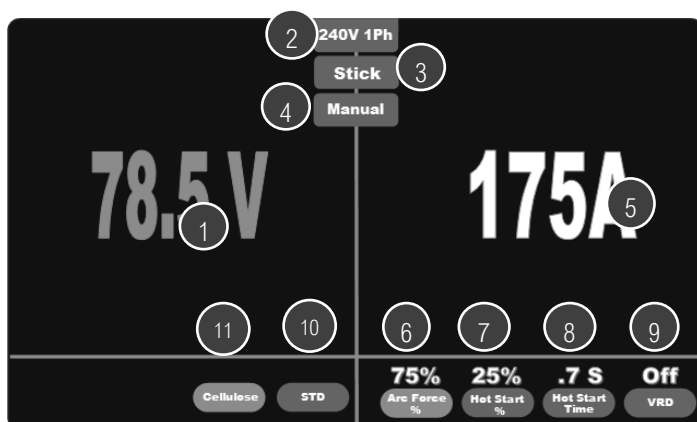 2
240V 1Ph
Stick
3
4
Manual
78.5 V
1
175A
5
11
10
6
7
8
9
75%
25%
.7 S
Off
Cellulose
STD
Arc Force
%
Hot Start
%
Hot Start
Time
VRD